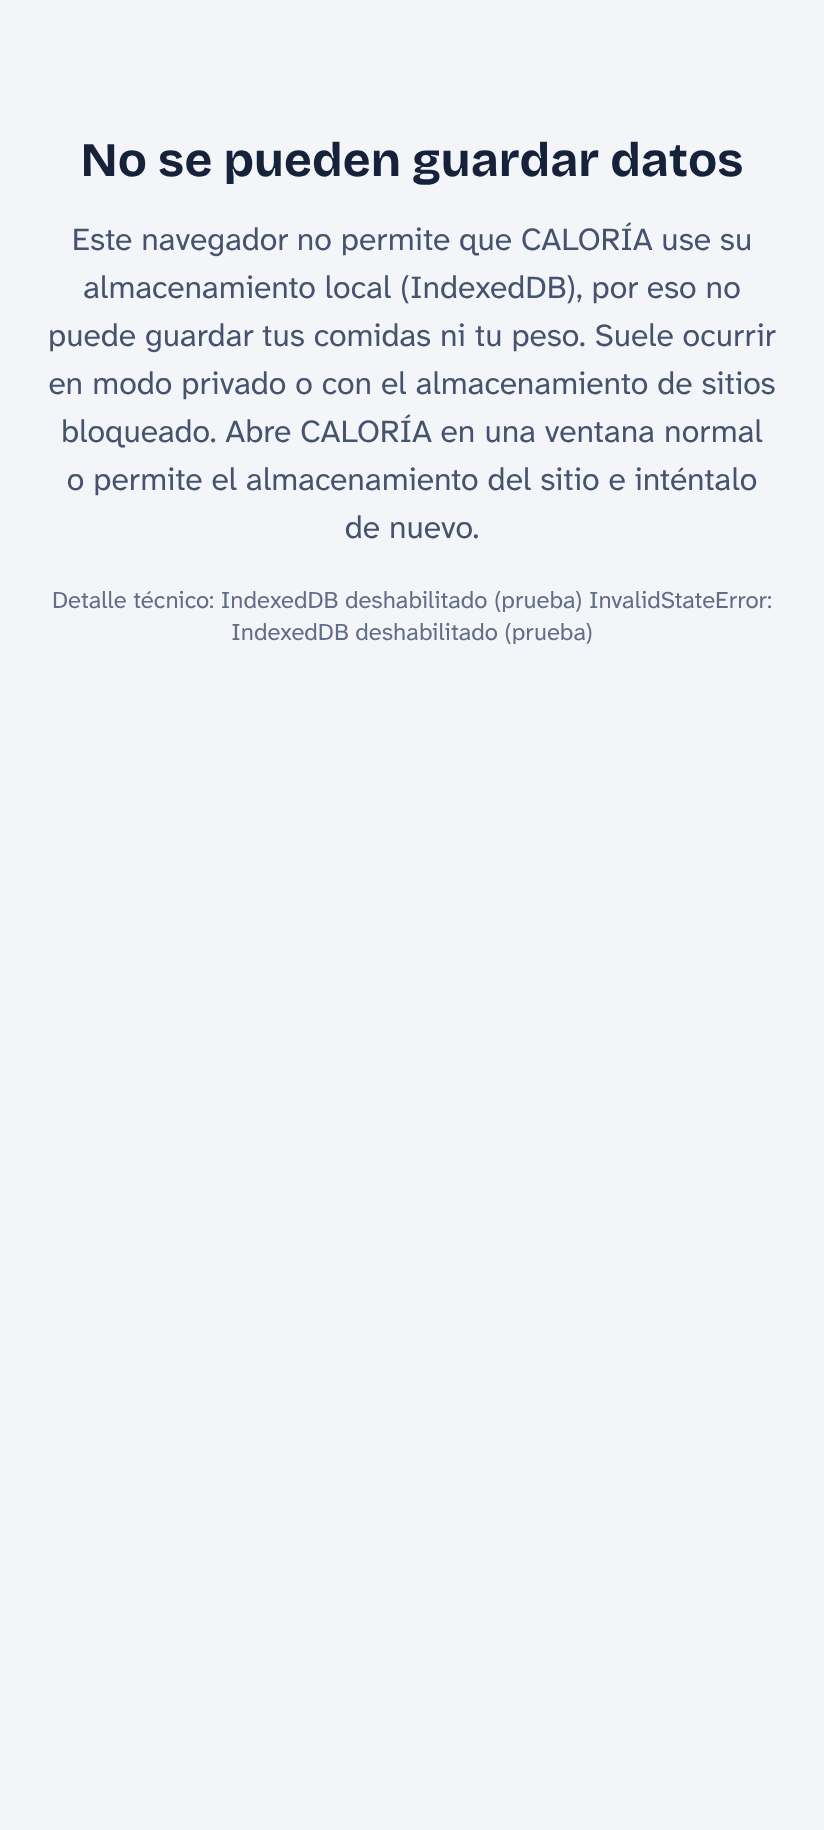 No se pueden guardar datos
Este navegador no permite que CALORÍA use su
almacenamiento local (IndexedDB), por eso no
puede guardar tus comidas ni tu peso. Suele ocurrir
en modo privado o con el almacenamiento de sitios
bloqueado. Abre CALORÍA en una ventana normal
o permite el almacenamiento del sitio e inténtalo
de nuevo.
Detalle técnico: IndexedDB deshabilitado (prueba) InvalidStateError:
IndexedDB deshabilitado (prueba)